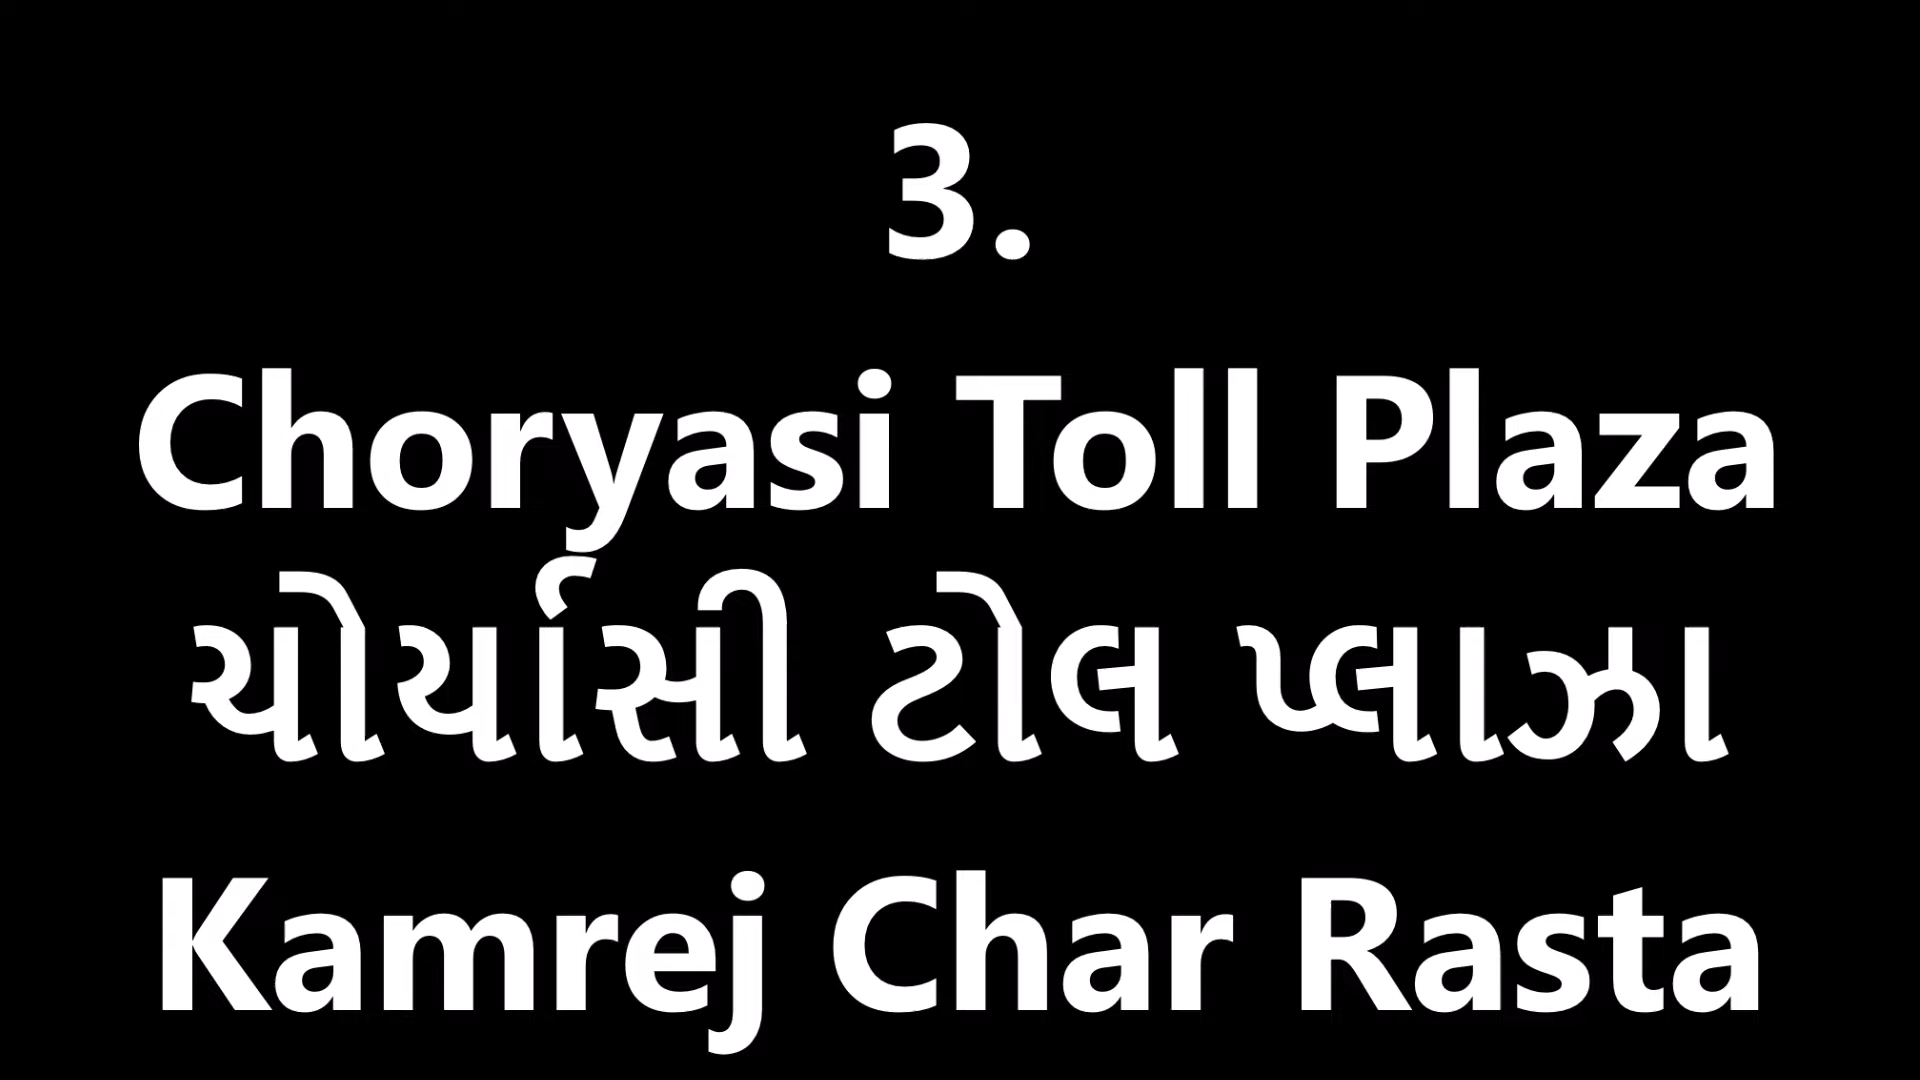 3.
Choryasi Toll Plaza
ચોર્યાસી ટોલ પ્લાઝા
Kamrej Char Rasta